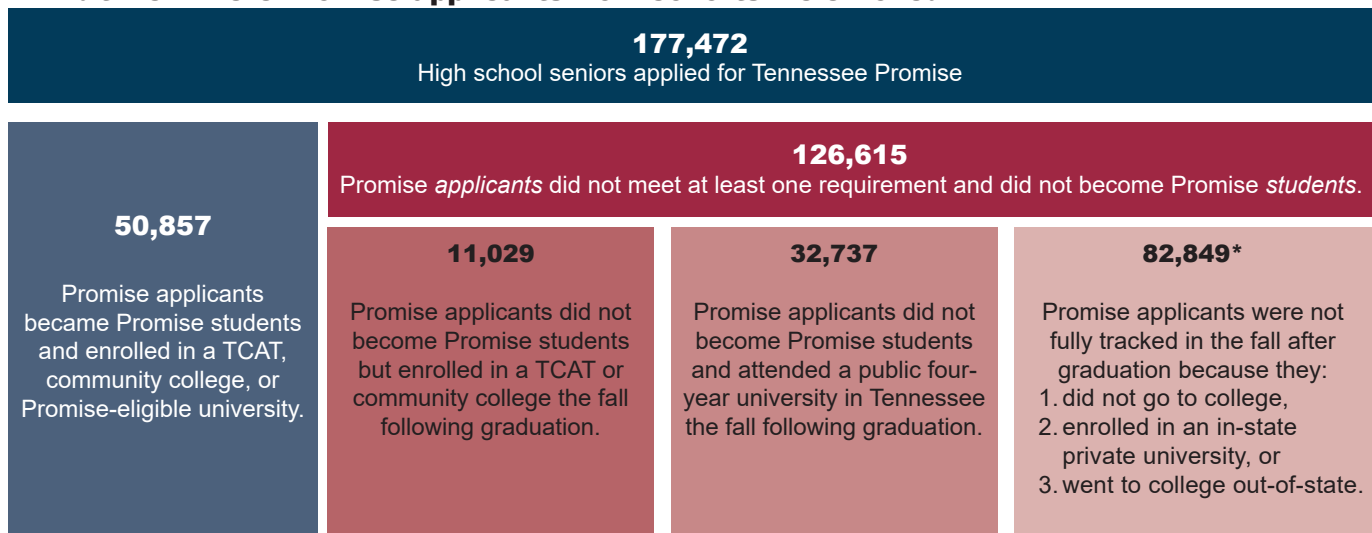 177,472
High school seniors applied for Tennessee Promise
126,615
Promise applicants did not meet at least one requirement and did not become Promise students.
50,857
Promise applicants
became Promise students
and enrolled in a TCAT,
community college, or
Promise-eligible university.
11,029
Promise applicants did not
become Promise students
but enrolled in a TCAT or
community college the fall
following graduation.
32,737
Promise applicants did not
become Promise students
and attended a public four-
year university in Tennessee
the fall following graduation.
82,849*
Promise applicants were not
fully tracked in the fall after
graduation because they:
1. did not go to college,
2. enrolled in an in-state
private university, or
3. went to college out-of-state.